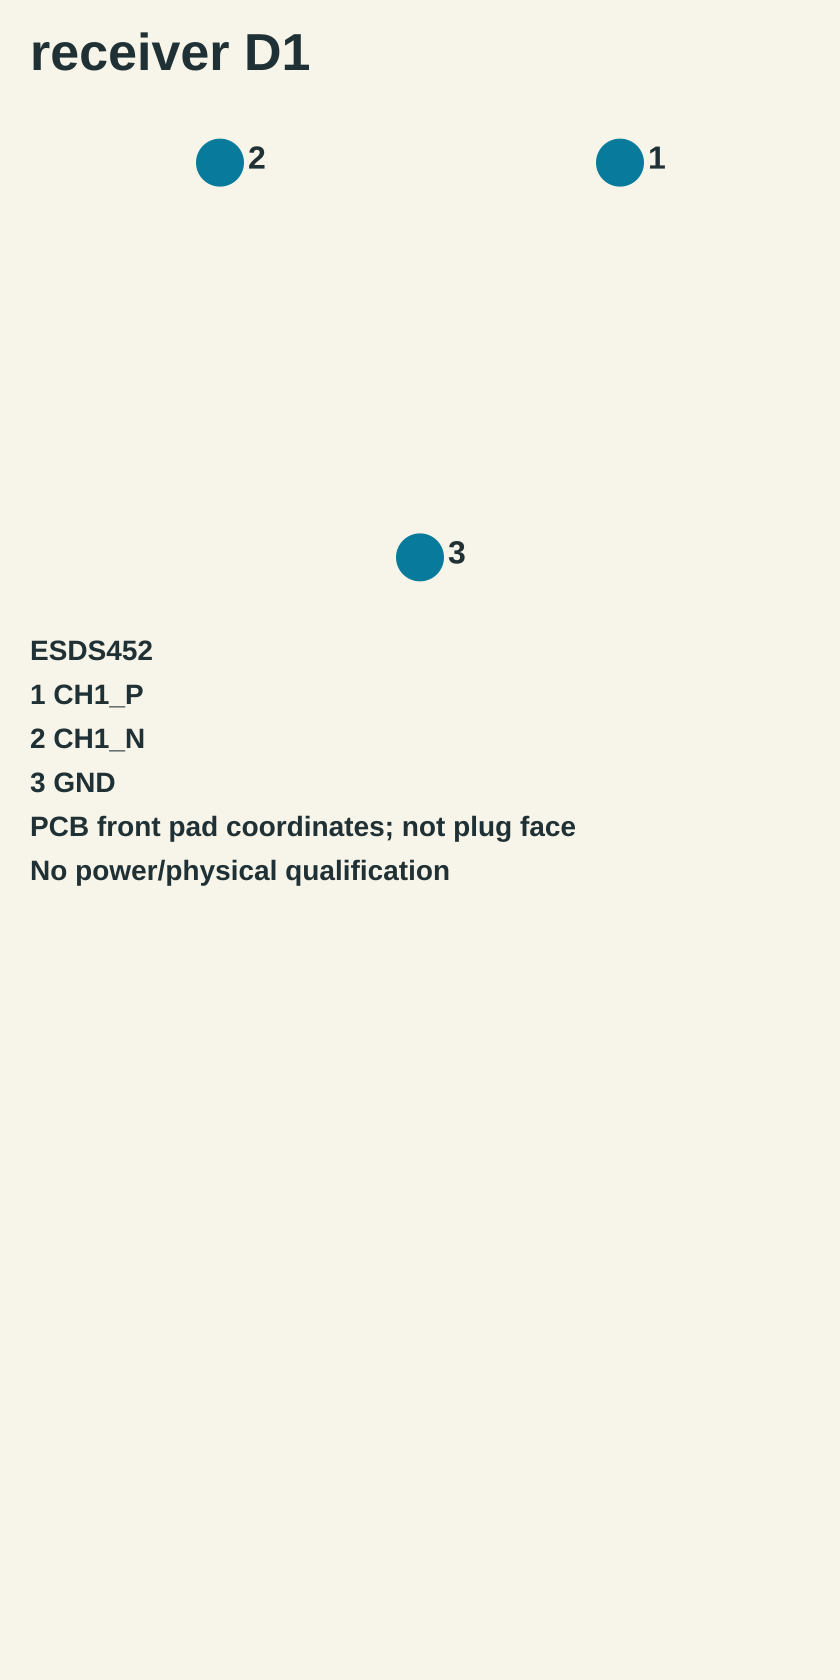 receiver D1
2
1
3
ESDS452
1 CH1_P
2 CH1_N
3 GND
PCB front pad coordinates; not plug face
No power/physical qualification